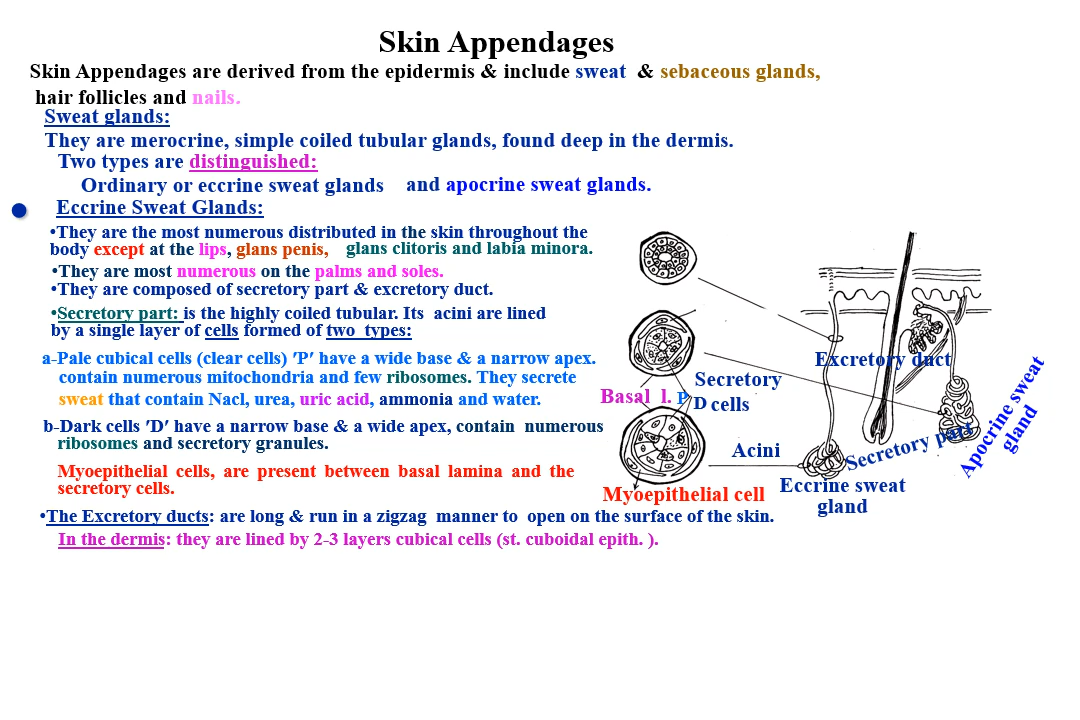 Skin Appendages
Skin Appendages are derived from the epidermis & include sweat & sebaceous glands,
hair follicles and nails.
Sweat glands:
They are merocrine, simple coiled tubular glands, found deep in the dermis.
Two types are distinguished:
Ordinary or eccrine sweat glands and apocrine sweat glands.
Eccrine Sweat Glands:
•They are the most numerous distributed in the skin throughout the
body except at the lips, glans penis, glans clitoris and labia minora.
•They are most numerous on the palms and soles.
•They are composed of secretory part & excretory duct.
•Secretory part: is the highly coiled tubular. Its acini are lined
by a single layer of cells formed of two types:
a-Pale cubical cells (clear cells) ′P′ have a wide base & a narrow apex.
contain numerous mitochondria and few ribosomes. They secrete
sweat that contain Nacl, urea, uric acid, ammonia and water.
b-Dark cells ′D′ have a narrow base & a wide apex, contain numerous
ribosomes and secretory granules.
Myoepithelial cells, are present between basal lamina and the
secretory cells.
•The Excretory ducts: are long & run in a zigzag manner to open on the surface of the skin.
In the dermis: they are lined by 2-3 layers cubical cells (st. cuboidal epith. ).
Excretory duct
Secretory
Basal l. P D cells
Acini
Secretory part
Apocrine sweat
gland
Myoepithelial cell
Eccrine sweat
gland